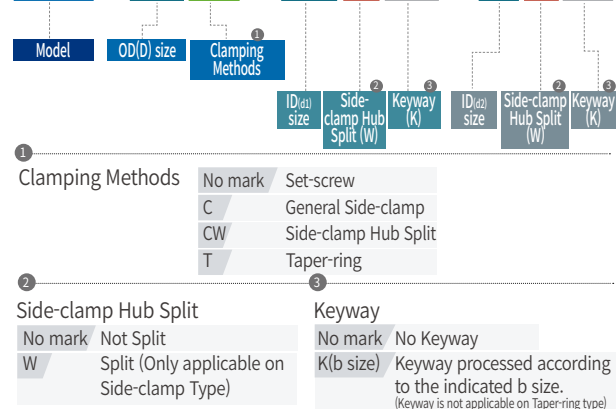 Model
OD(D) size
Clamping
Methods
1
ID(d1)
size
Side-
clamp Hub
Split (W)
2
Keyway
(K)
3
ID(d2)
size
Side-clamp
Hub Split
(W)
2
Keyway
(K)
3
1
Clamping Methods
No mark Set-screw
C General Side-clamp
CW Side-clamp Hub Split
T Taper-ring
2
Side-clamp Hub Split
No mark Not Split
W Split (Only applicable on
Side-clamp Type)
3
Keyway
No mark No Keyway
K(b size) Keyway processed according
to the indicated b size.
(Keyway is not applicable on Taper-ring type)